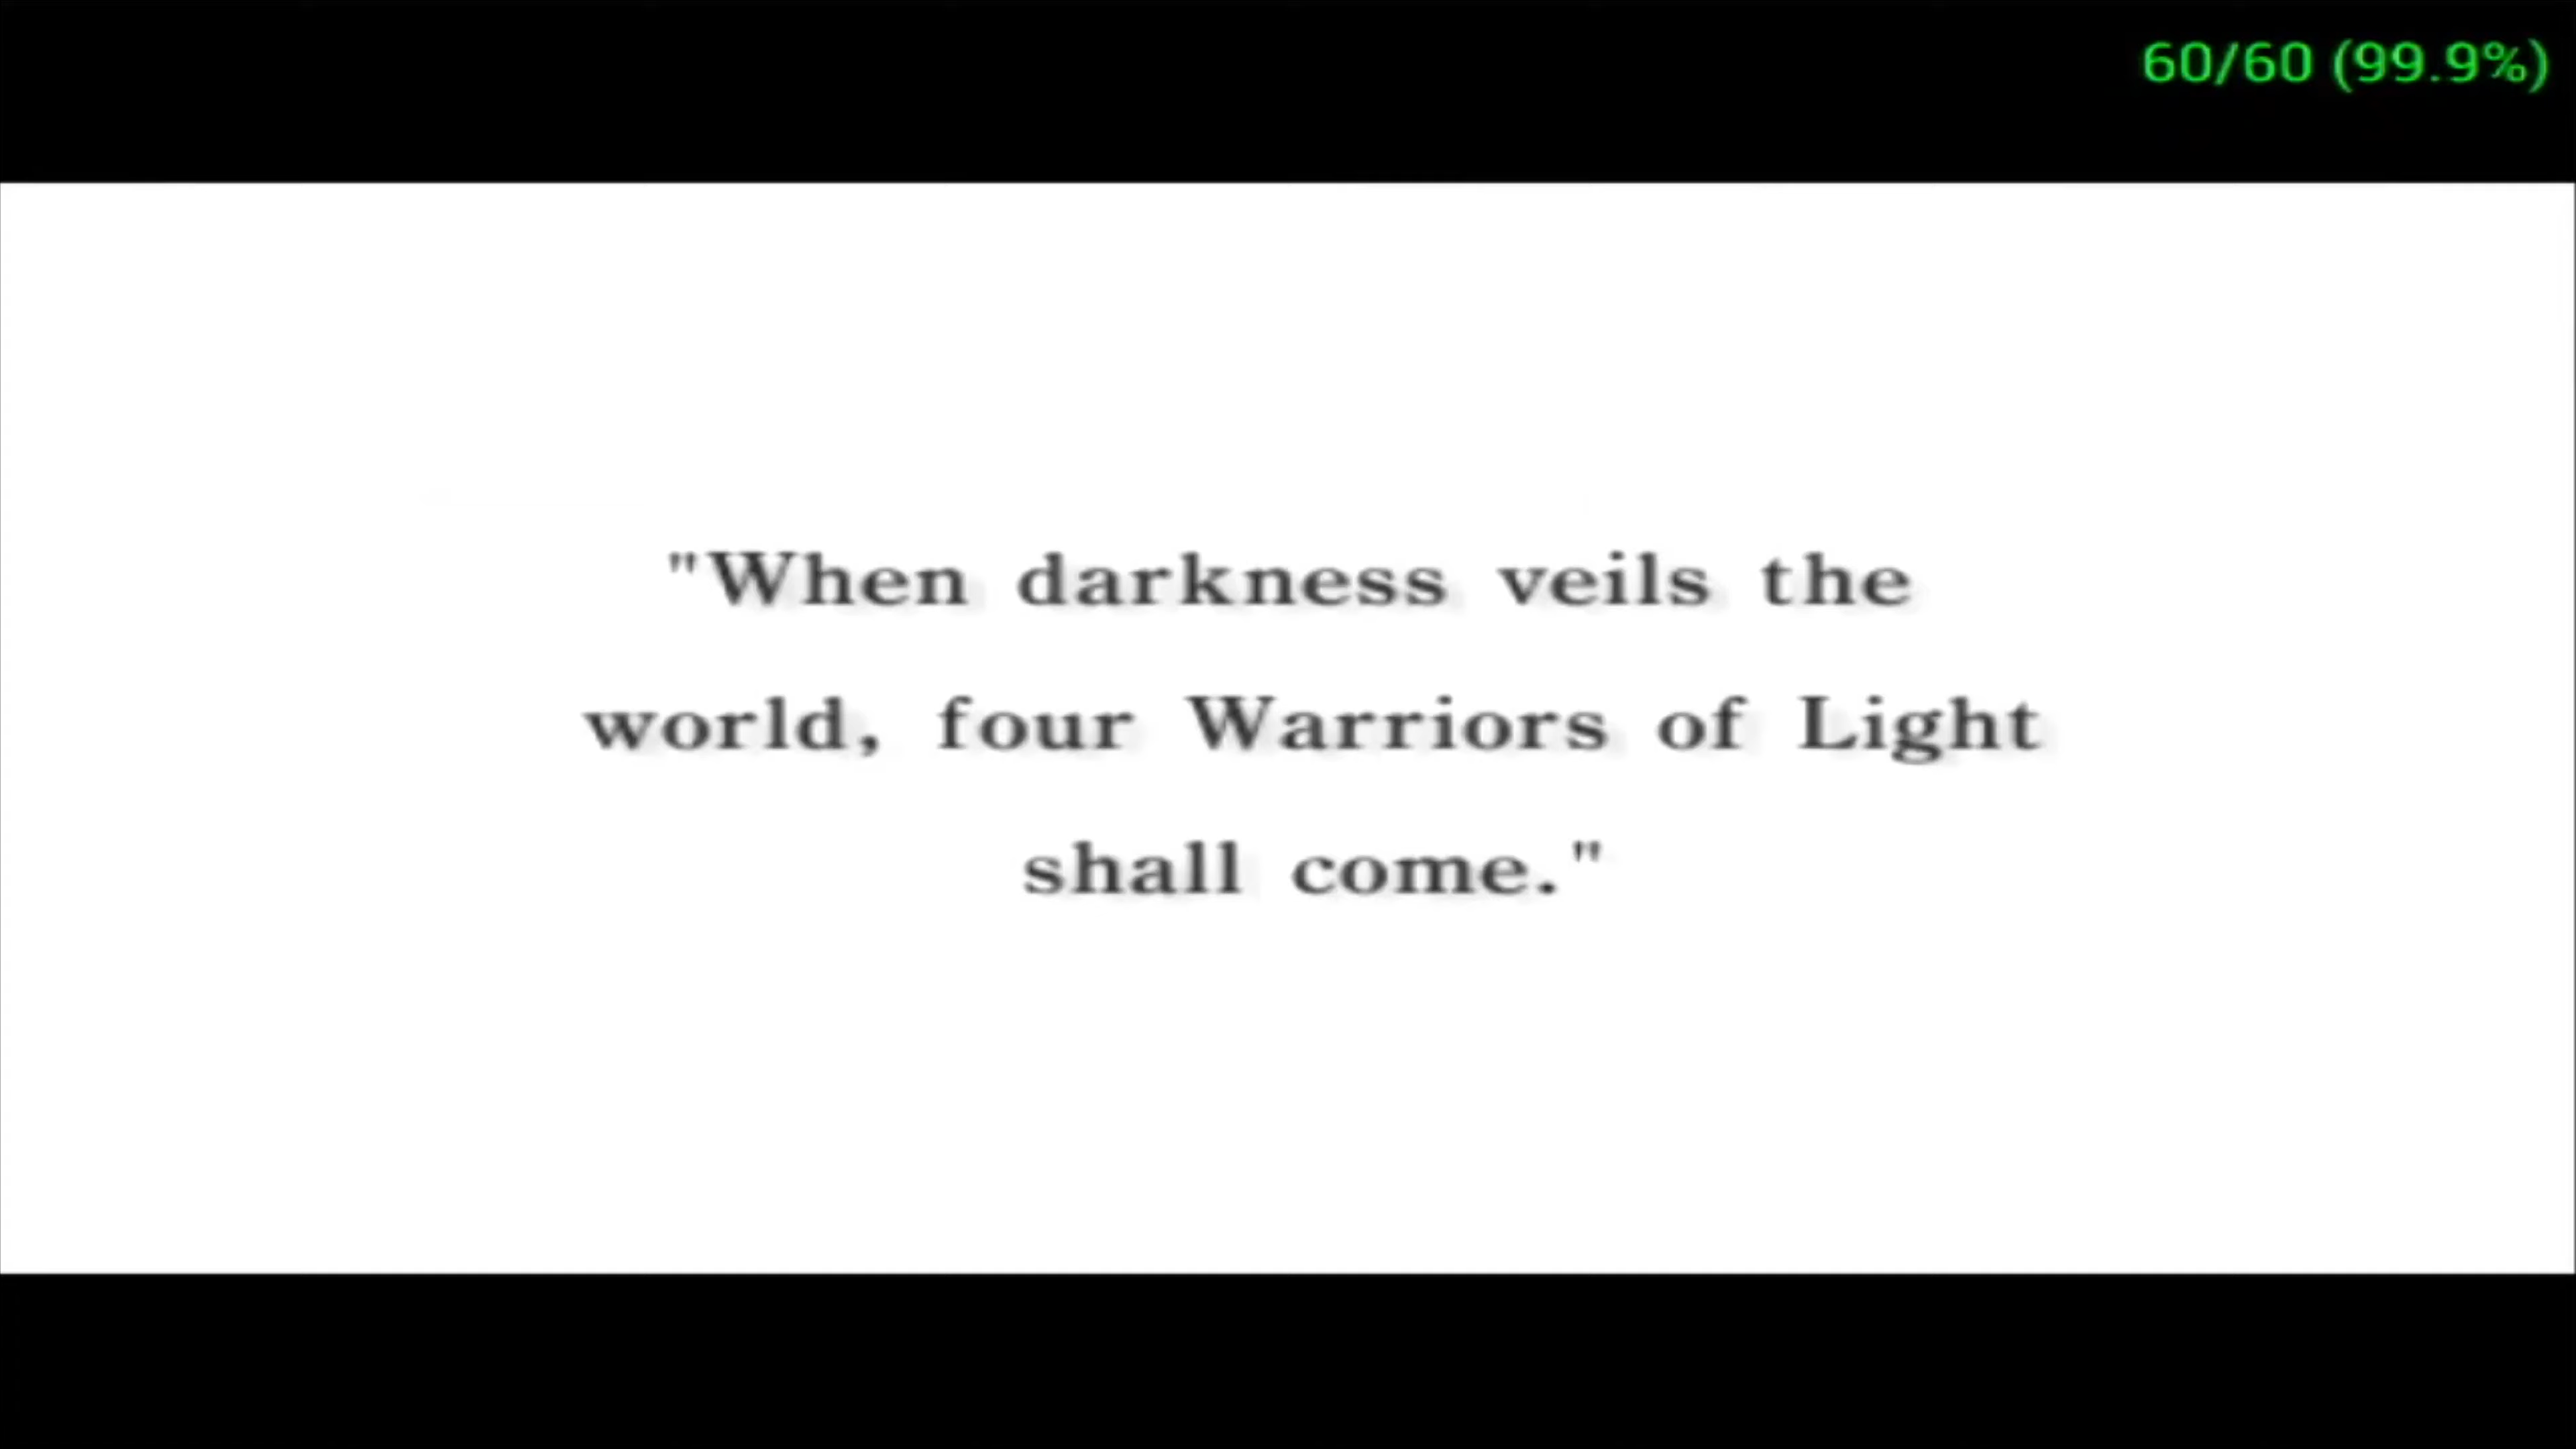 60/60 (99.9%)
"When darkness veils the
world, four Warriors of Light
shall come."